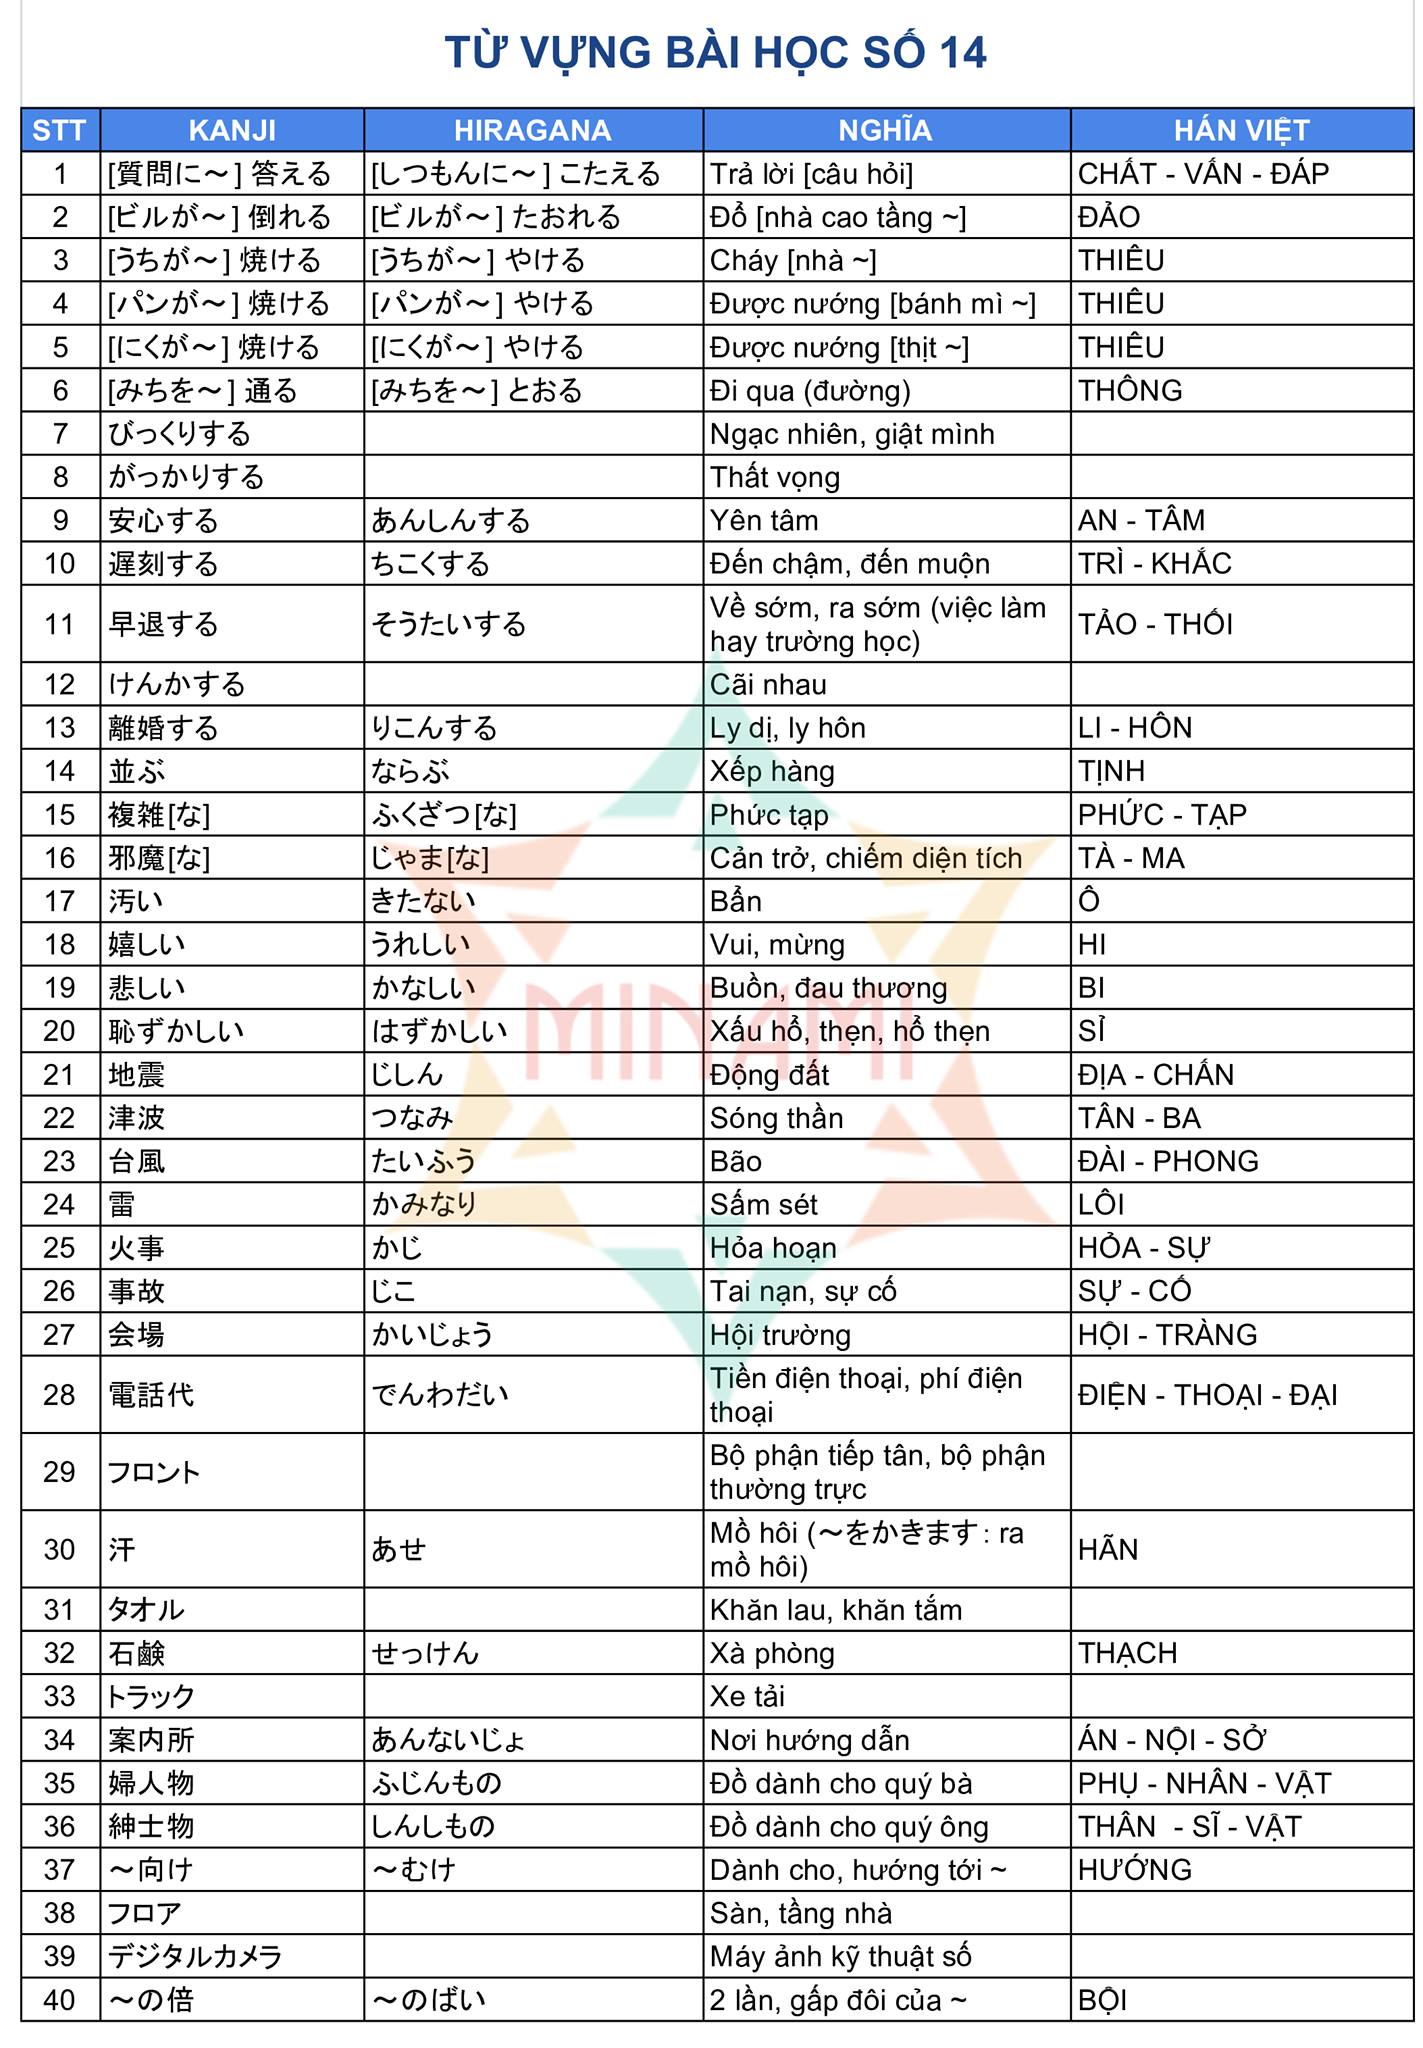 TỪ VỰNG BÀI HỌC SỐ 14
STT KANJI HIRAGANA NGHĨA HÁN VIỆT
1 [質問に～] 答える [しつもんに～] こたえる Trả lời [câu hỏi] CHẤT - VẤN - ĐÁP
2 [ビルが～] 倒れる [ビルが～] たおれる Đổ [nhà cao tầng ~] ĐẢO
3 [うちが～] 焼ける [うちが～] やける Cháy [nhà ~] THIÊU
4 [パンが～] 焼ける [パンが～] やける Được nướng [bánh mì ~] THIÊU
5 [にくが～] 焼ける [にくが～] やける Được nướng [thịt ~] THIÊU
6 [みちを～] 通る [みちを～] とおる Đi qua (đường) THÔNG
7 びっくりする Ngạc nhiên, giật mình
8 がっかりする Thất vọng
9 安心する あんしんする Yên tâm AN - TÂM
10 遅刻する ちこくする Đến chậm, đến muộn TRÌ - KHẮC
11 早退する そうたいする Về sớm, ra sớm (việc làm
hay trường học) TẢO - THỐI
12 けんかする Cãi nhau
13 離婚する りこんする Ly dị, ly hôn LI - HÔN
14 並ぶ ならぶ Xếp hàng TỊNH
15 複雑[な] ふくざつ[な] Phức tạp PHỨC - TẠP
16 邪魔[な] じゃま[な] Cản trở, chiếm diện tích TÀ - MA
17 汚い きたない Bẩn Ô
18 嬉しい うれしい Vui, mừng HI
19 悲しい かなしい Buồn, đau thương BI
MINAMI
20 恥ずかしい はずかしい Xấu hổ, thẹn, hổ thẹn SỈ
21 地震 じしん Động đất ĐỊA - CHẤN
22 津波 つなみ Sóng thần TÂN - BA
23 台風 たいふう Bão ĐÀI - PHONG
24 雷 かみなり Sấm sét LÔI
25 火事 かじ Hỏa hoạn HỎA - SỰ
26 事故 じこ Tai nạn, sự cố SỰ - CỐ
27 会場 かいじょう Hội trường HỘI - TRÀNG
28 電話代 でんわだい Tiền điện thoại, phí điện
thoại ĐIỆN - THOẠI - ĐẠI
29 フロント Bộ phận tiếp tân, bộ phận
thường trực
30 汗 あせ Mồ hôi (～をかきます : ra
mồ hôi) HÃN
31 タオル Khăn lau, khăn tắm
32 石鹸 せっけん Xà phòng THẠCH
33 トラック Xe tải
34 案内所 あんないじょ Nơi hướng dẫn ÁN - NỘI - SỞ
35 婦人物 ふじんもの Đồ dành cho quý bà PHỤ - NHÂN - VẬT
36 紳士物 しんしもの Đồ dành cho quý ông THÂN - SĨ - VẬT
37 ～向け ～むけ Dành cho, hướng tới ~ HƯỚNG
38 フロア Sàn, tầng nhà
39 デジタルカメラ Máy ảnh kỹ thuật số
40 ～の倍 ～のばい 2 lần, gấp đôi của ~ BỘI